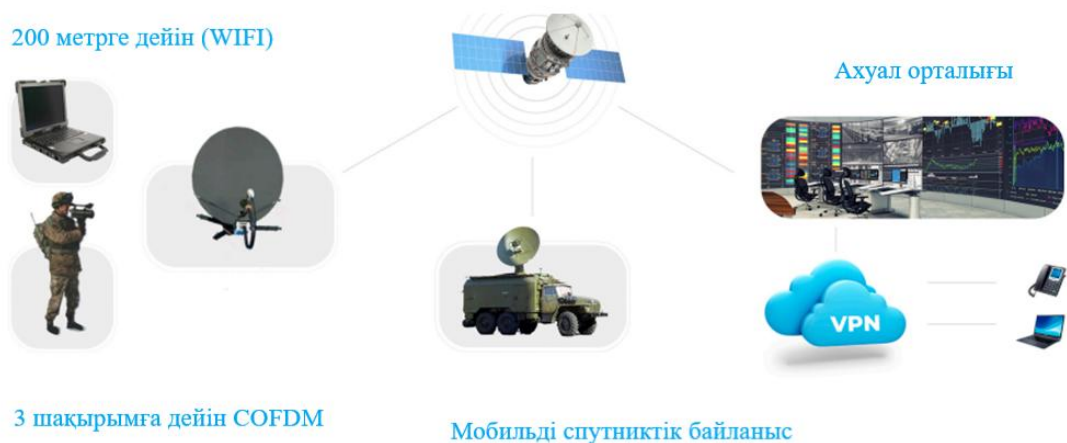 200 метрге дейін (WIFI)
Ахуал орталығы
VPN
3 шақырымға дейін COFDM
Мобильді спутниктік байланыс